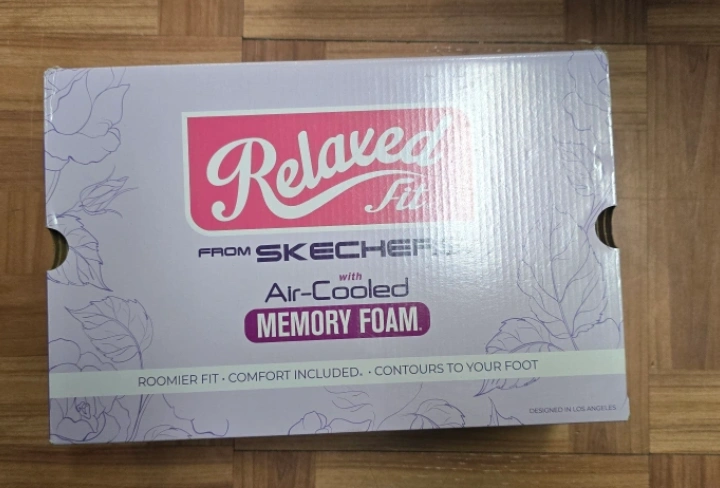 Relaxed
Fit
FROM SKECHERS
with
Air-Cooled
MEMORY FOAM.
ROOMIER FIT • COMFORT INCLUDED. • CONTOURS TO YOUR FOOT
DESIGNED IN LOS ANGELES